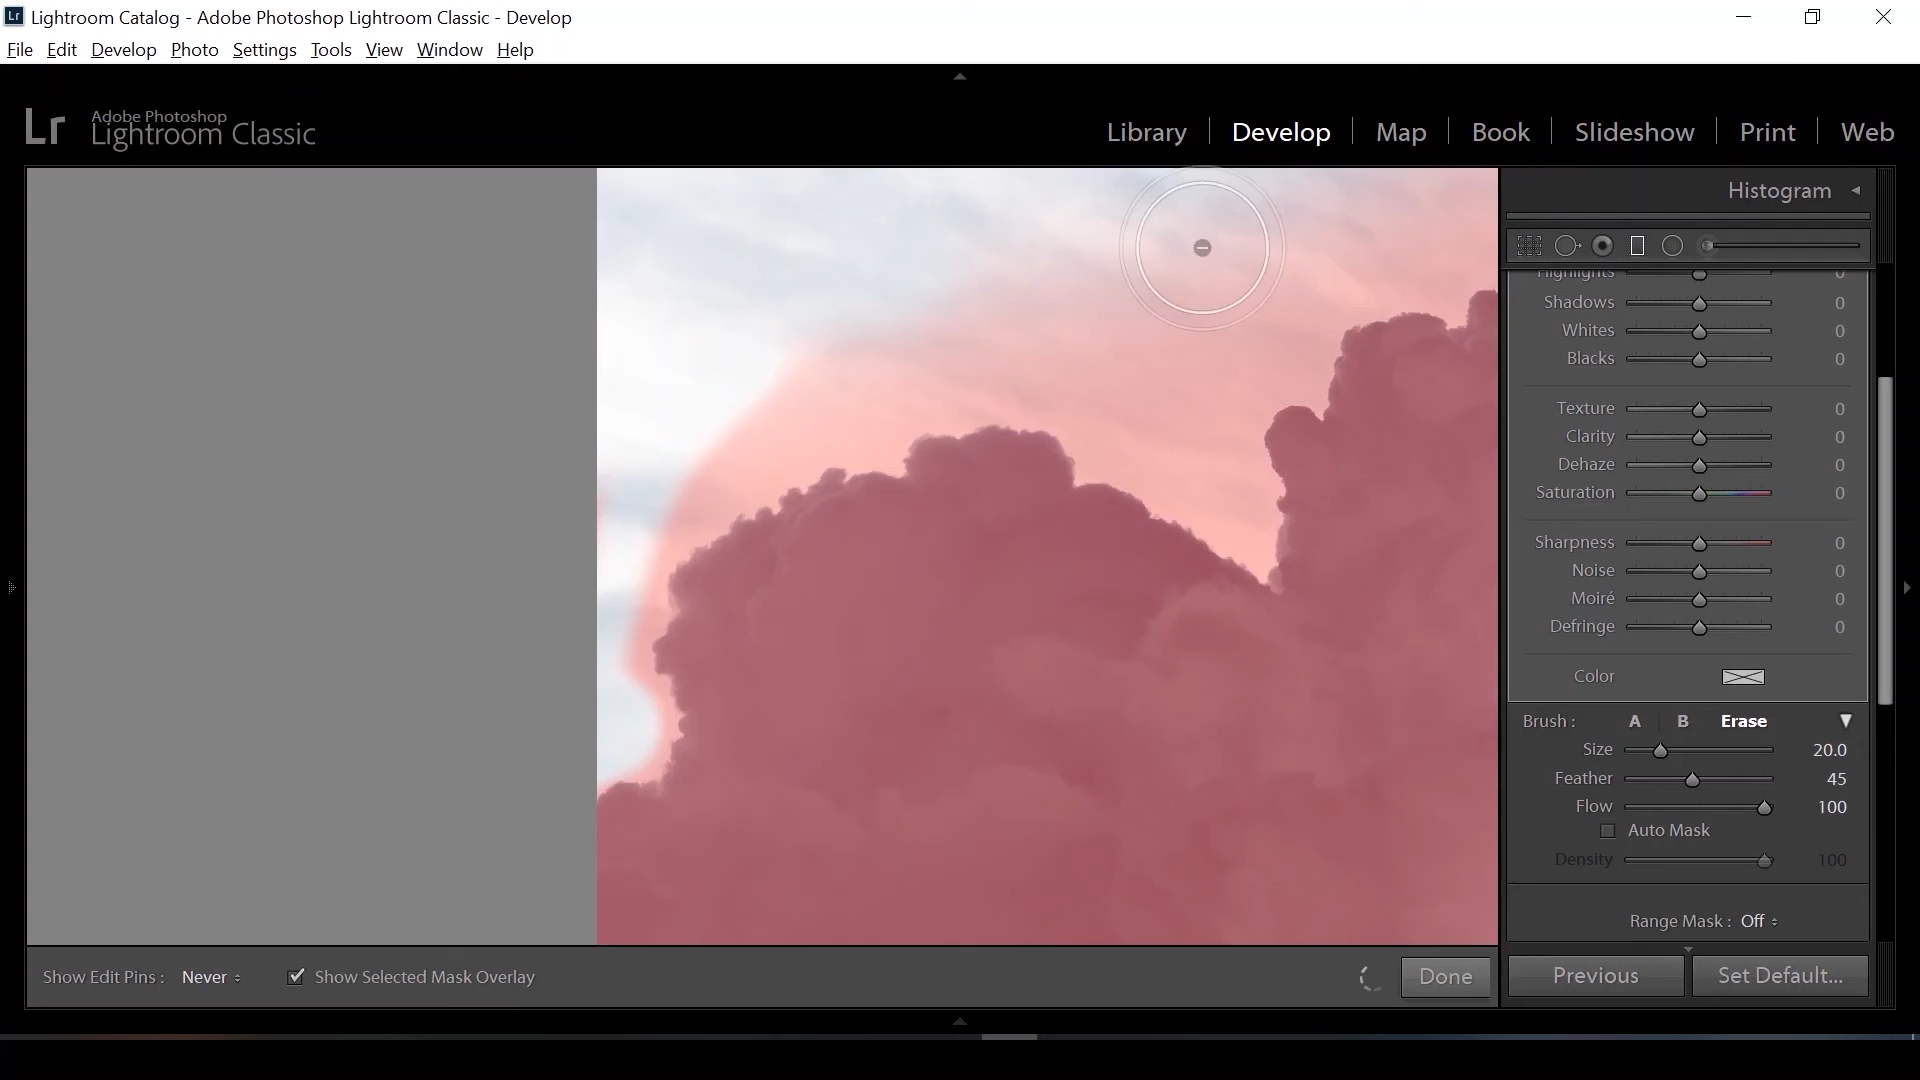 Lr Lightroom Catalog - Adobe Photoshop Lightroom Classic - Develop
File Edit Develop Photo Settings Tools View Window Help
Lr Adobe Photoshop
Lightroom Classic
Library Develop Map Book Slideshow Print Web
Histogram
Highlights 0
Shadows 0
Whites 0
Blacks 0
Texture 0
Clarity 0
Dehaze 0
Saturation 0
Sharpness 0
Noise 0
Moiré 0
Defringe 0
Color
Brush : A B Erase
Size 20.0
Feather 45
Flow 100
Auto Mask
Density 100
Range Mask : Off
Show Edit Pins : Never Show Selected Mask Overlay Done Previous Set Default...